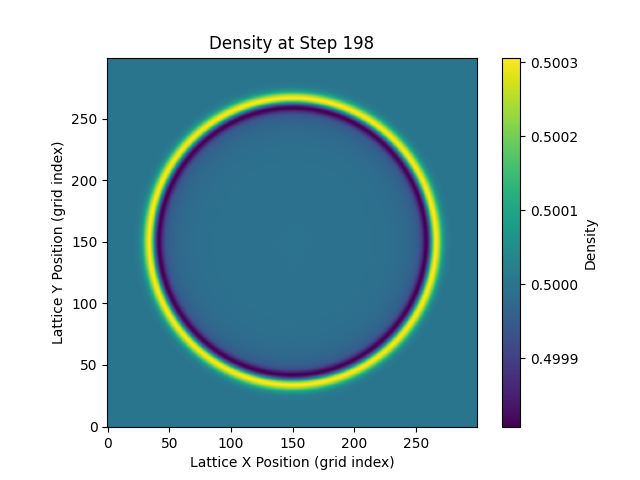 Density at Step 198
Lattice Y Position (grid index)
250
200
150
100
50
0
0 50 100 150 200 250
Lattice X Position (grid index)
0.5003
0.5002
0.5001
0.5000
0.4999
Density